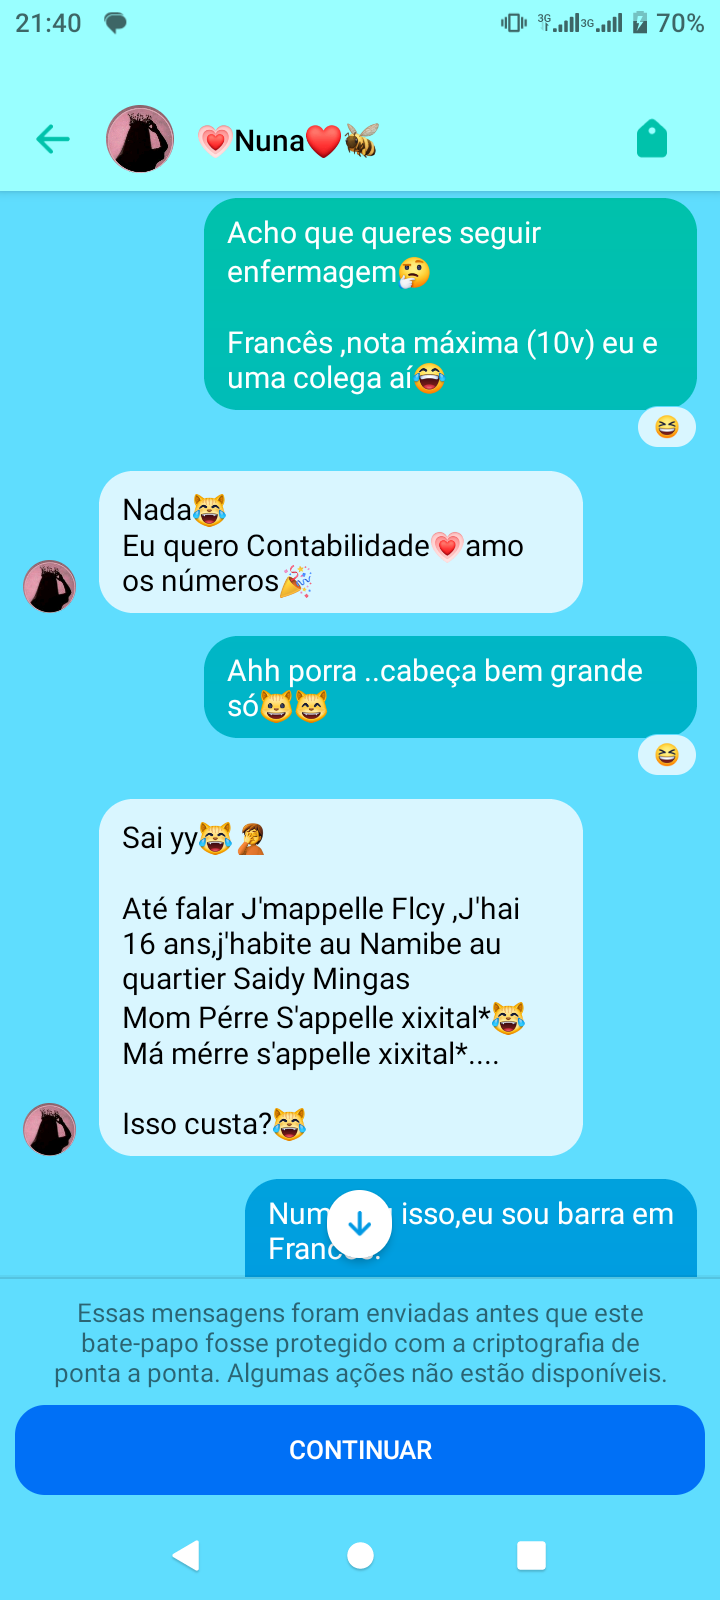 21:40
3G
3G
70%
💗Nuna❤️🐝
Acho que queres seguir
enfermagem🤔
Francês ,nota máxima (10v) eu e
uma colega aí😂
😆
Nada😹
Eu quero Contabilidade💗amo
os números🎉
Ahh porra ..cabeça bem grande
só😺😸
😆
Sai yy😹🤦
Até falar J'mappelle Flcy ,J'hai
16 ans,j'habite au Namibe au
quartier Saidy Mingas
Mom Pérre S'appelle xixital*😹
Má mérre s'appelle xixital*....
Isso custa?😹
isso,eu sou barra em
Essas mensagens foram enviadas antes que este
bate-papo fosse protegido com a criptografia de
ponta a ponta. Algumas ações não estão disponíveis.
CONTINUAR